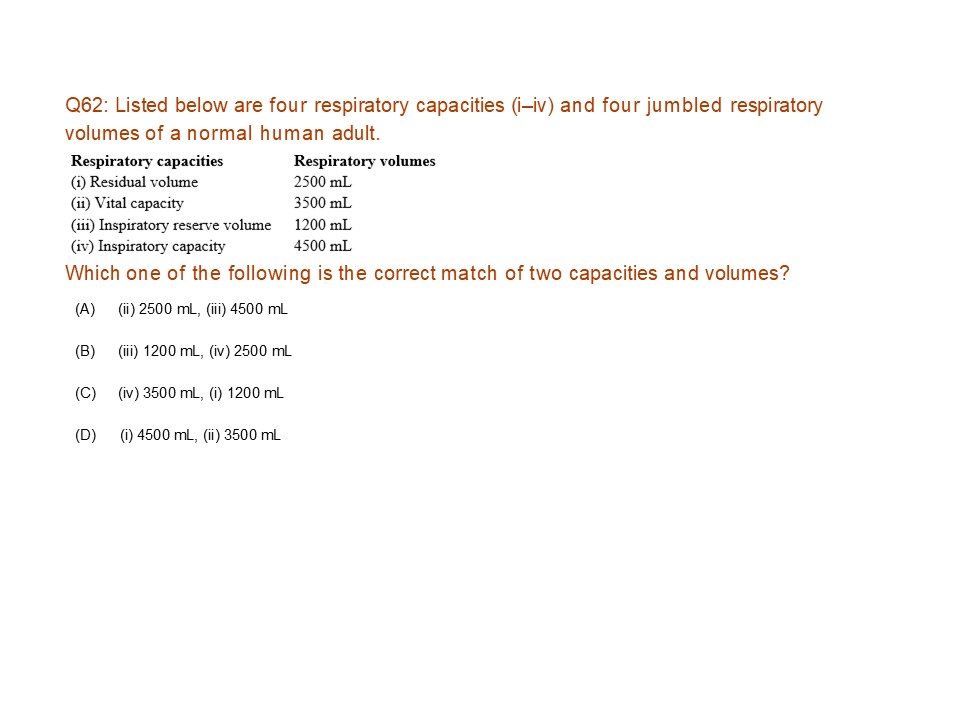 Q62: Listed below are four respiratory capacities (i–iv) and four jumbled respiratory
volumes of a normal human adult.
Respiratory capacities Respiratory volumes
(i) Residual volume 2500 mL
(ii) Vital capacity 3500 mL
(iii) Inspiratory reserve volume 1200 mL
(iv) Inspiratory capacity 4500 mL
Which one of the following is the correct match of two capacities and volumes?
(A) (ii) 2500 mL, (iii) 4500 mL
(B) (iii) 1200 mL, (iv) 2500 mL
(C) (iv) 3500 mL, (i) 1200 mL
(D) (i) 4500 mL, (ii) 3500 mL